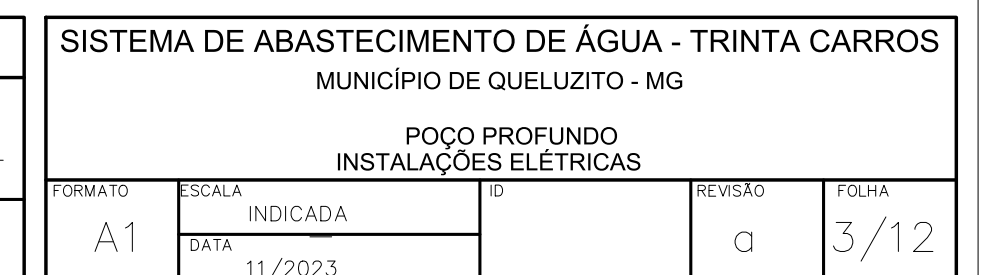 SISTEMA DE ABASTECIMENTO DE ÁGUA - TRINTA CARROS
MUNICÍPIO DE QUELUZITO - MG
POÇO PROFUNDO
INSTALAÇÕES ELÉTRICAS
FORMATO
A1
ESCALA
INDICADA
DATA
11/2023
ID
REVISÃO
a
FOLHA
3/12